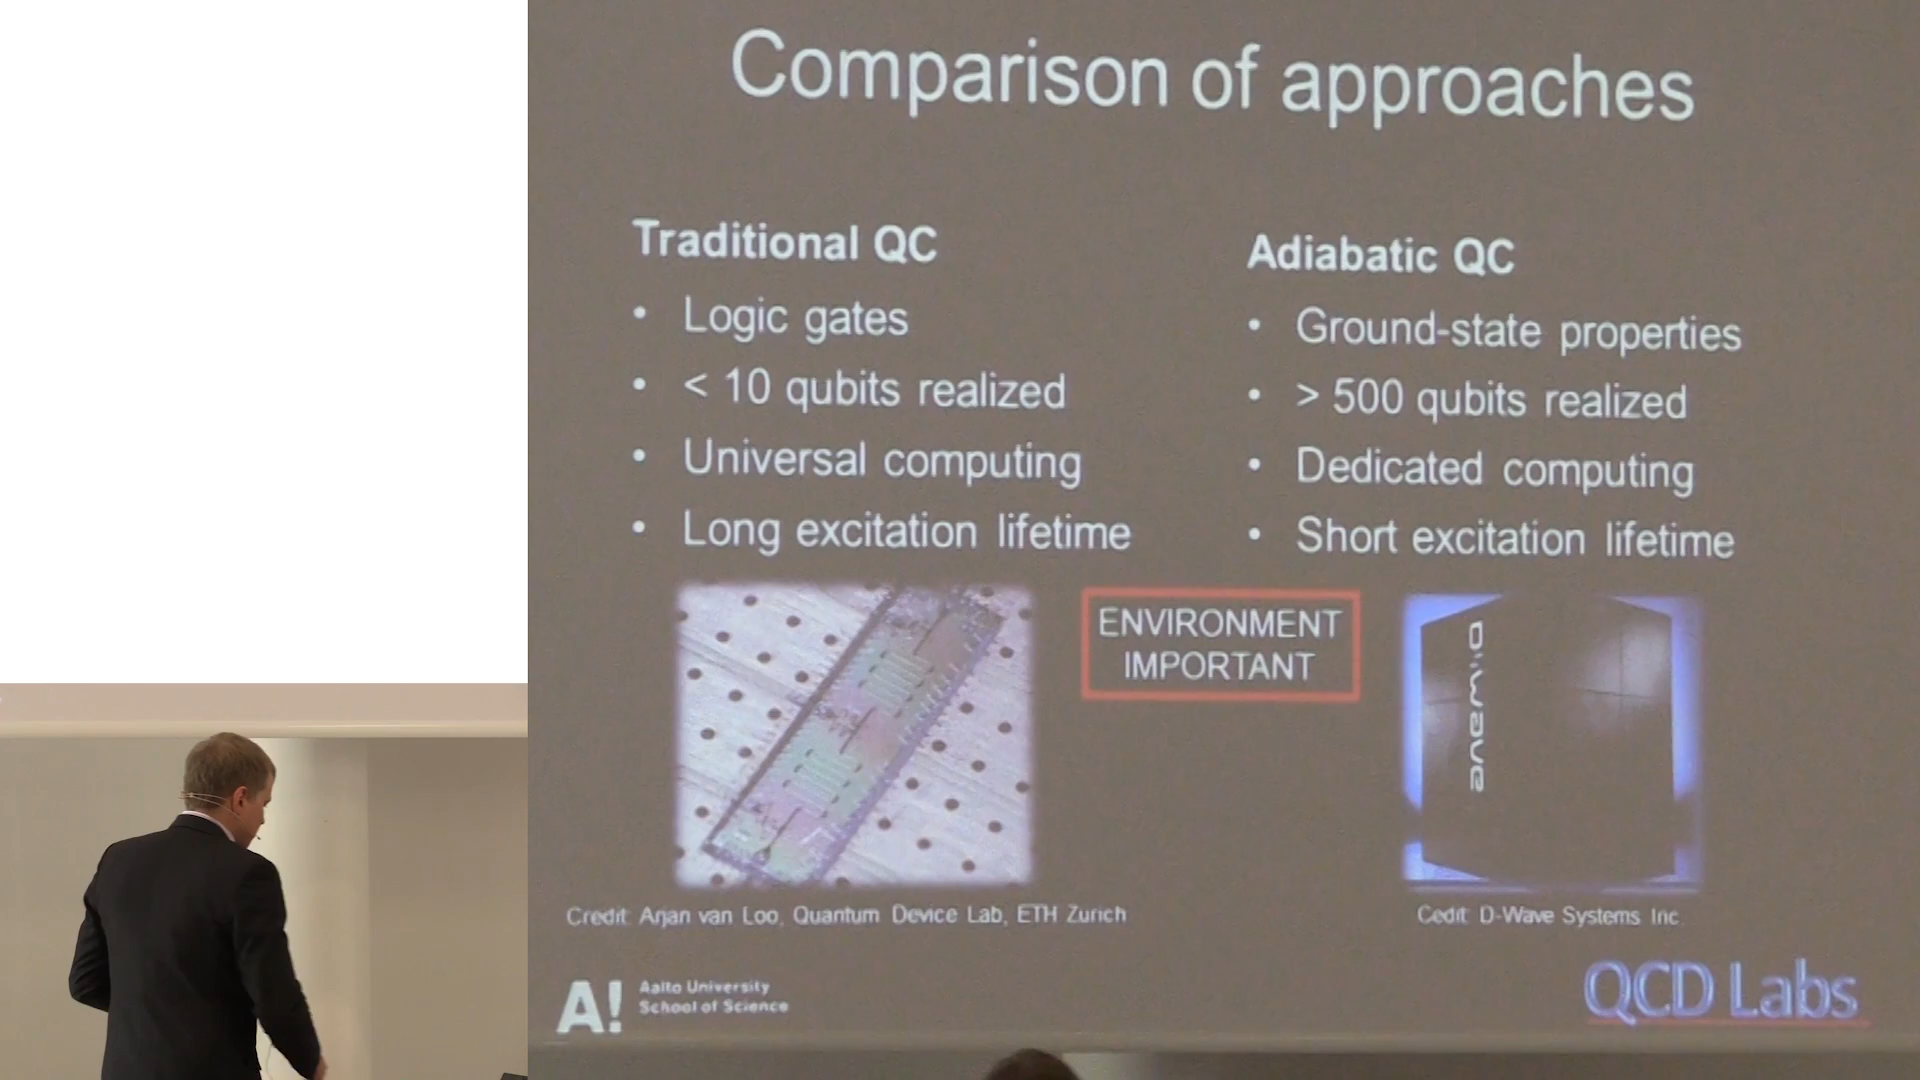 Comparison of approaches
Traditional QC
• Logic gates
• < 10 qubits realized
• Universal computing
• Long excitation lifetime
Adiabatic QC
• Ground-state properties
• > 500 qubits realized
• Dedicated computing
• Short excitation lifetime
ENVIRONMENT
IMPORTANT
D:wave
Credit: Arjan van Loo, Quantum Device Lab, ETH Zurich
Cedit: D-Wave Systems Inc.
A!
Aalto University
School of Science
QCD Labs